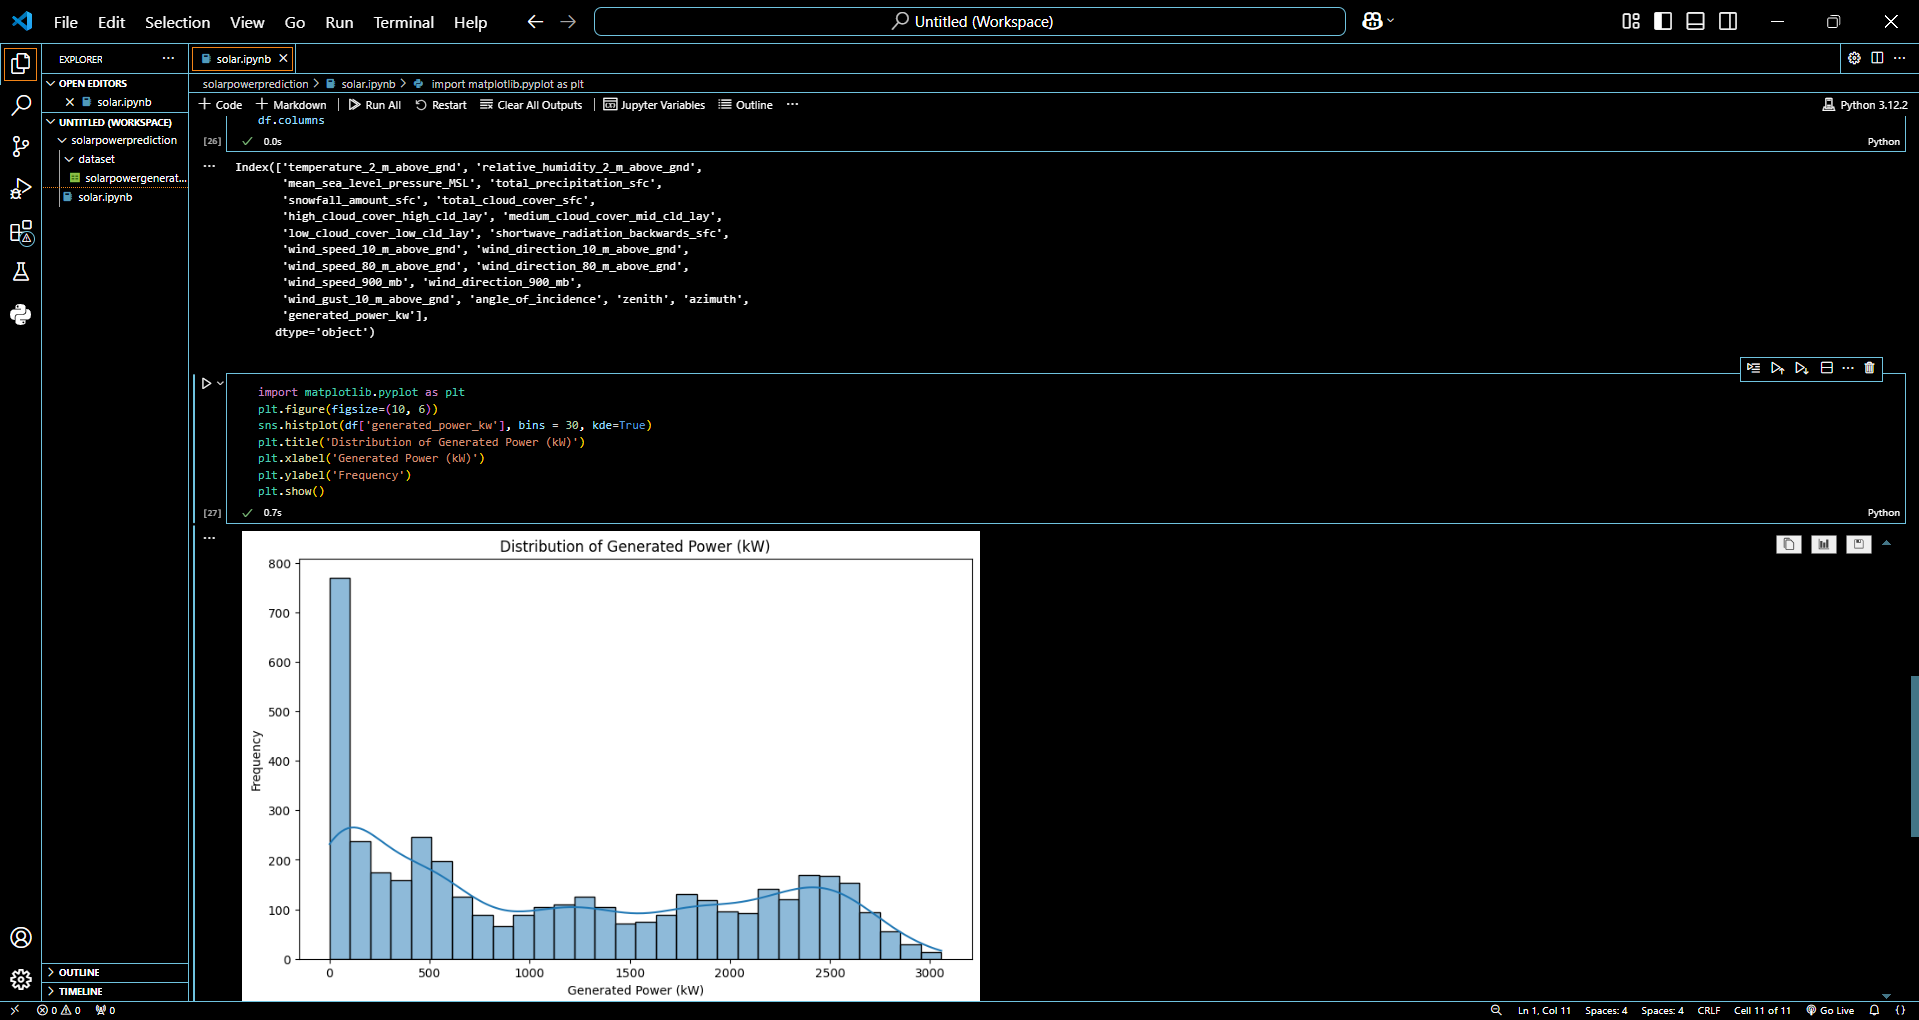 File Edit Selection View Go Run Terminal Help
Untitled (Workspace)
EXPLORER
OPEN EDITORS
solar.ipynb
UNTITLED (WORKSPACE)
solarpowerprediction
dataset
solarpowergenerat...
solar.ipynb
OUTLINE
TIMELINE
solar.ipynb
solarpowerprediction > solar.ipynb > import matplotlib.pyplot as plt
Code Markdown Run All Restart Clear All Outputs Jupyter Variables Outline ...
Python 3.12.2
df.columns
[26] 0.0s
Python
Index(['temperature_2_m_above_gnd', 'relative_humidity_2_m_above_gnd',
'mean_sea_level_pressure_MSL', 'total_precipitation_sfc',
'snowfall_amount_sfc', 'total_cloud_cover_sfc',
'high_cloud_cover_high_cld_lay', 'medium_cloud_cover_mid_cld_lay',
'low_cloud_cover_low_cld_lay', 'shortwave_radiation_backwards_sfc',
'wind_speed_10_m_above_gnd', 'wind_direction_10_m_above_gnd',
'wind_speed_80_m_above_gnd', 'wind_direction_80_m_above_gnd',
'wind_speed_900_mb', 'wind_direction_900_mb',
'wind_gust_10_m_above_gnd', 'angle_of_incidence', 'zenith', 'azimuth',
'generated_power_kw'],
dtype='object')
import matplotlib.pyplot as plt
plt.figure(figsize=(10, 6))
sns.histplot(df['generated_power_kw'], bins = 30, kde=True)
plt.title('Distribution of Generated Power (kW)')
plt.xlabel('Generated Power (kW)')
plt.ylabel('Frequency')
plt.show()
[27] 0.7s
Python
Distribution of Generated Power (kW)
800
700
600
500
400
300
200
100
0
Frequency
0 500 1000 1500 2000 2500 3000
Generated Power (kW)
0 0 0
Ln 1, Col 11 Spaces: 4 Spaces: 4 CRLF Cell 11 of 11 Go Live